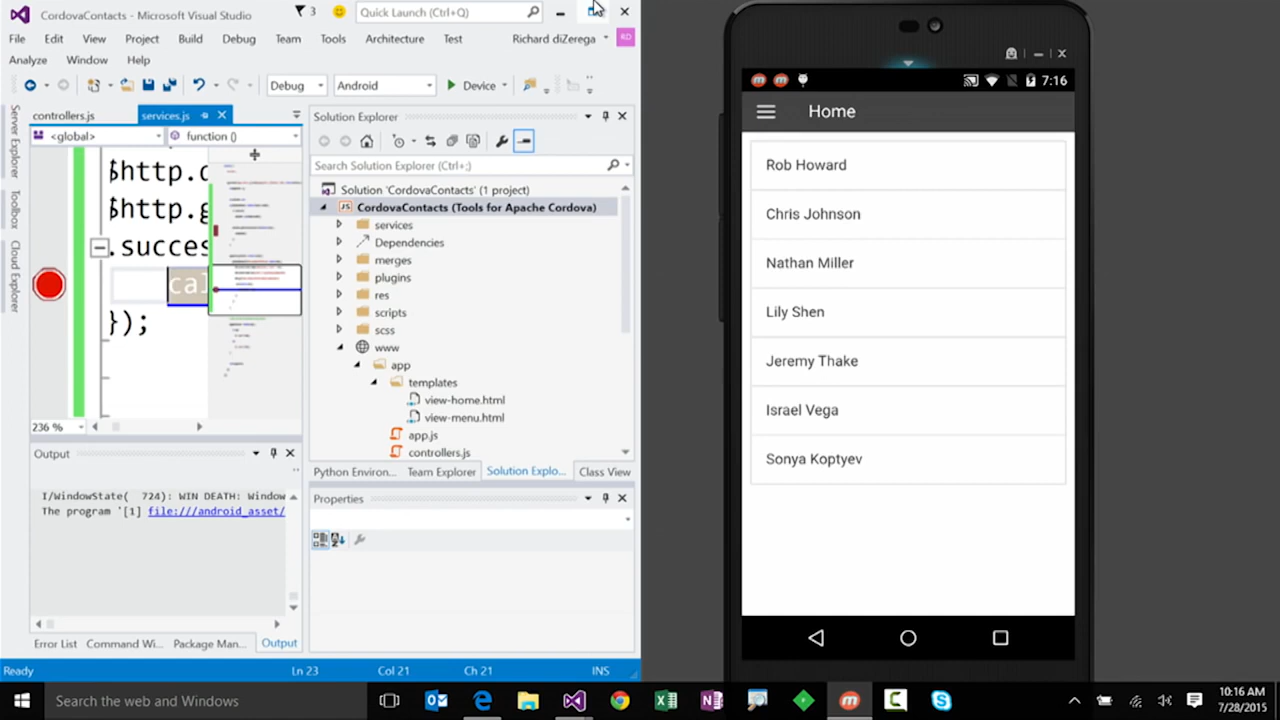 CordovaContacts - Microsoft Visual Studio
3
Quick Launch (Ctrl+Q)
File Edit View Project Build Debug Team Tools Architecture Test Richard diZerega RD
Analyze Window Help
Debug Android Device
controllers.js services.js
<global> function ()
Server Explorer
Toolbox
Cloud Explorer
$http.
$http.g
.succes
cal
});
236 %
Output
I/WindowState( 724): WIN DEATH: Window
The program '[1] file:///android_asset/
Error List Command Wi... Package Man... Output
Solution Explorer
Search Solution Explorer (Ctrl+;)
Solution 'CordovaContacts' (1 project)
CordovaContacts (Tools for Apache Cordova)
services
Dependencies
merges
plugins
res
scripts
scss
www
app
templates
view-home.html
view-menu.html
app.js
controllers.js
Python Environ... Team Explorer Solution Explo... Class View
Properties
Ready Ln 23 Col 21 Ch 21 INS
7:16
Home
Rob Howard
Chris Johnson
Nathan Miller
Lily Shen
Jeremy Thake
Israel Vega
Sonya Koptyev
Search the web and Windows
10:16 AM
7/28/2015